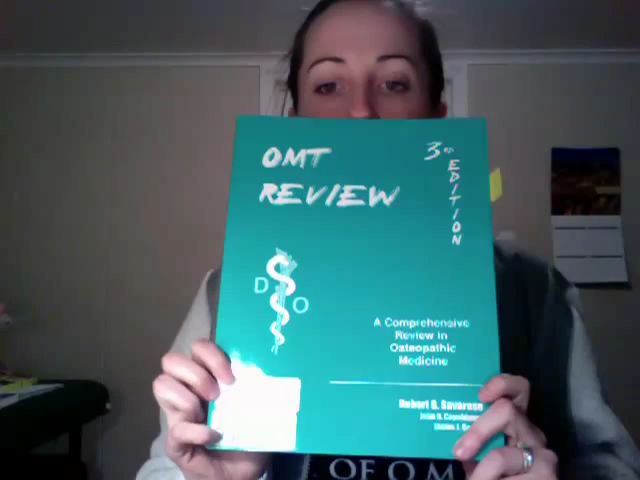 OMT
REVIEW
3RD
EDITION
D
O
A Comprehensive
Review in
Osteopathic
Medicine
Robert G. Savarese
OF OM